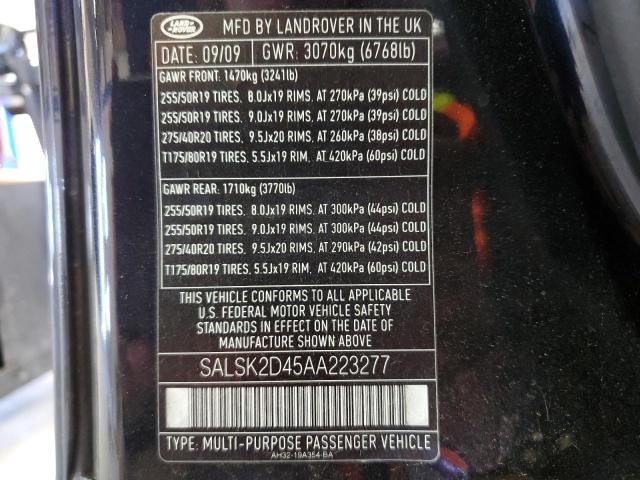 LAND ROVER
MFD BY LANDROVER IN THE UK
DATE: 09/09 GWR: 3070kg (6768lb)
GAWR FRONT: 1470kg (3241lb)
255/50R19 TIRES. 8.0Jx19 RIMS. AT 270kPa (39psi) COLD
255/50R19 TIRES. 9.0Jx19 RIMS. AT 270kPa (39psi) COLD
275/40R20 TIRES. 9.5Jx20 RIMS. AT 260kPa (38psi) COLD
T175/80R19 TIRES. 5.5Jx19 RIM. AT 420kPa (60psi) COLD
GAWR REAR: 1710kg (3770lb)
255/50R19 TIRES. 8.0Jx19 RIMS. AT 300kPa (44psi) COLD
255/50R19 TIRES. 9.0Jx19 RIMS. AT 300kPa (44psi) COLD
275/40R20 TIRES. 9.5Jx20 RIMS. AT 290kPa (42psi) COLD
T175/80R19 TIRES. 5.5Jx19 RIM. AT 420kPa (60psi) COLD
THIS VEHICLE CONFORMS TO ALL APPLICABLE
U.S. FEDERAL MOTOR VEHICLE SAFETY
STANDARDS IN EFFECT ON THE DATE OF
MANUFACTURE SHOWN ABOVE
SALSK2D45AA223277
TYPE: MULTI-PURPOSE PASSENGER VEHICLE
AH32-19A354-BA